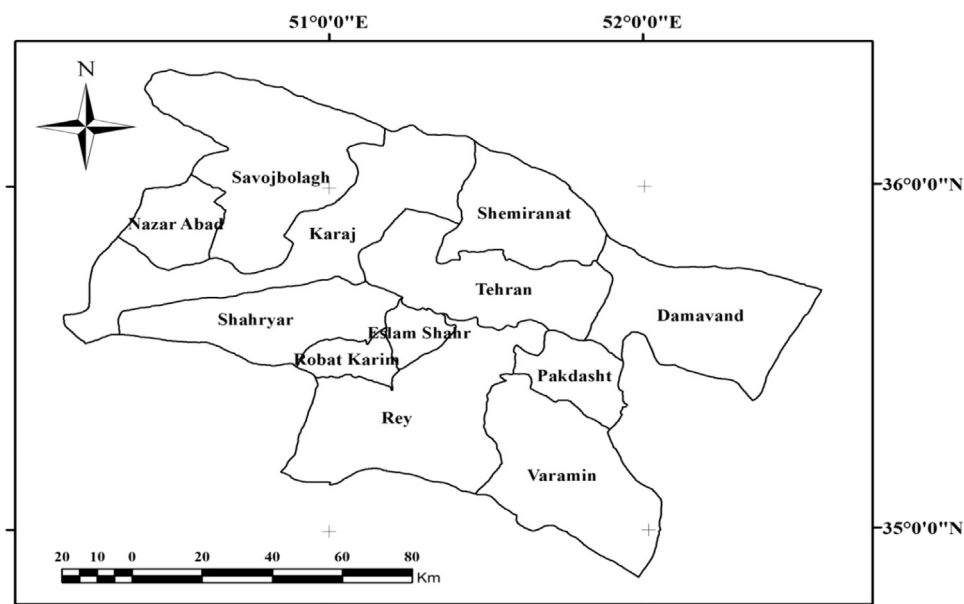 51°0'0"E 52°0'0"E
N
Savojbolagh
36°0'0"N
Nazar Abad
Shemiranat
Karaj
Tehran
Shahryar
Damavand
Eslam Shahr
Robat Karim
Pakdasht
Rey
Varamin
35°0'0"N
20 10 0 20 40 60 80
Km